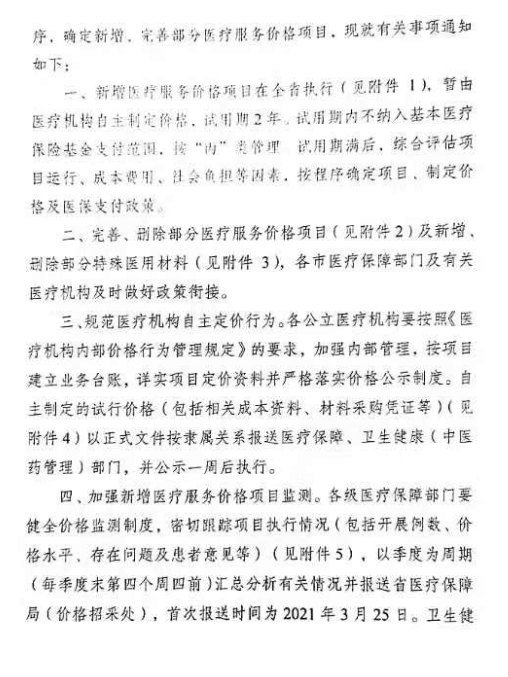 序，确定新增、完善部分医疗服务价格项目，现就有关事项通知
如下：
一、新增医疗服务价格项目在全省执行（见附件 1），暂由
医疗机构自主制定价格，试用期 2 年。试用期内不纳入基本医疗
保险基金支付范围，按“丙”类管理 试用期满后，综合评估项
目运行、成本费用、社会负担等因素，按程序确定项目、制定价
格及医保支付政策。
二、完善、删除部分医疗服务价格项目（见附件 2）及新增、
删除部分特殊医用材料（见附件 3），各市医疗保障部门及有关
医疗机构及时做好政策衔接。
三、规范医疗机构自主定价行为。各公立医疗机构要按照《医
疗机构内部价格行为管理规定》的要求，加强内部管理，按项目
建立业务台账，详实项目定价资料并严格落实价格公示制度。自
主制定的试行价格（包括相关成本资料、材料采购凭证等）（见
附件 4）以正式文件按隶属关系报送医疗保障、卫生健康（中医
药管理）部门，并公示一周后执行。
四、加强新增医疗服务价格项目监测。各级医疗保障部门要
健全价格监测制度，密切跟踪项目执行情况（包括开展例数、价
格水平、存在问题及患者意见等）（见附件 5），以季度为周期
（每季度末第四个周四前）汇总分析有关情况并报送省医疗保障
局（价格招采处），首次报送时间为 2021 年 3 月 25 日。卫生健